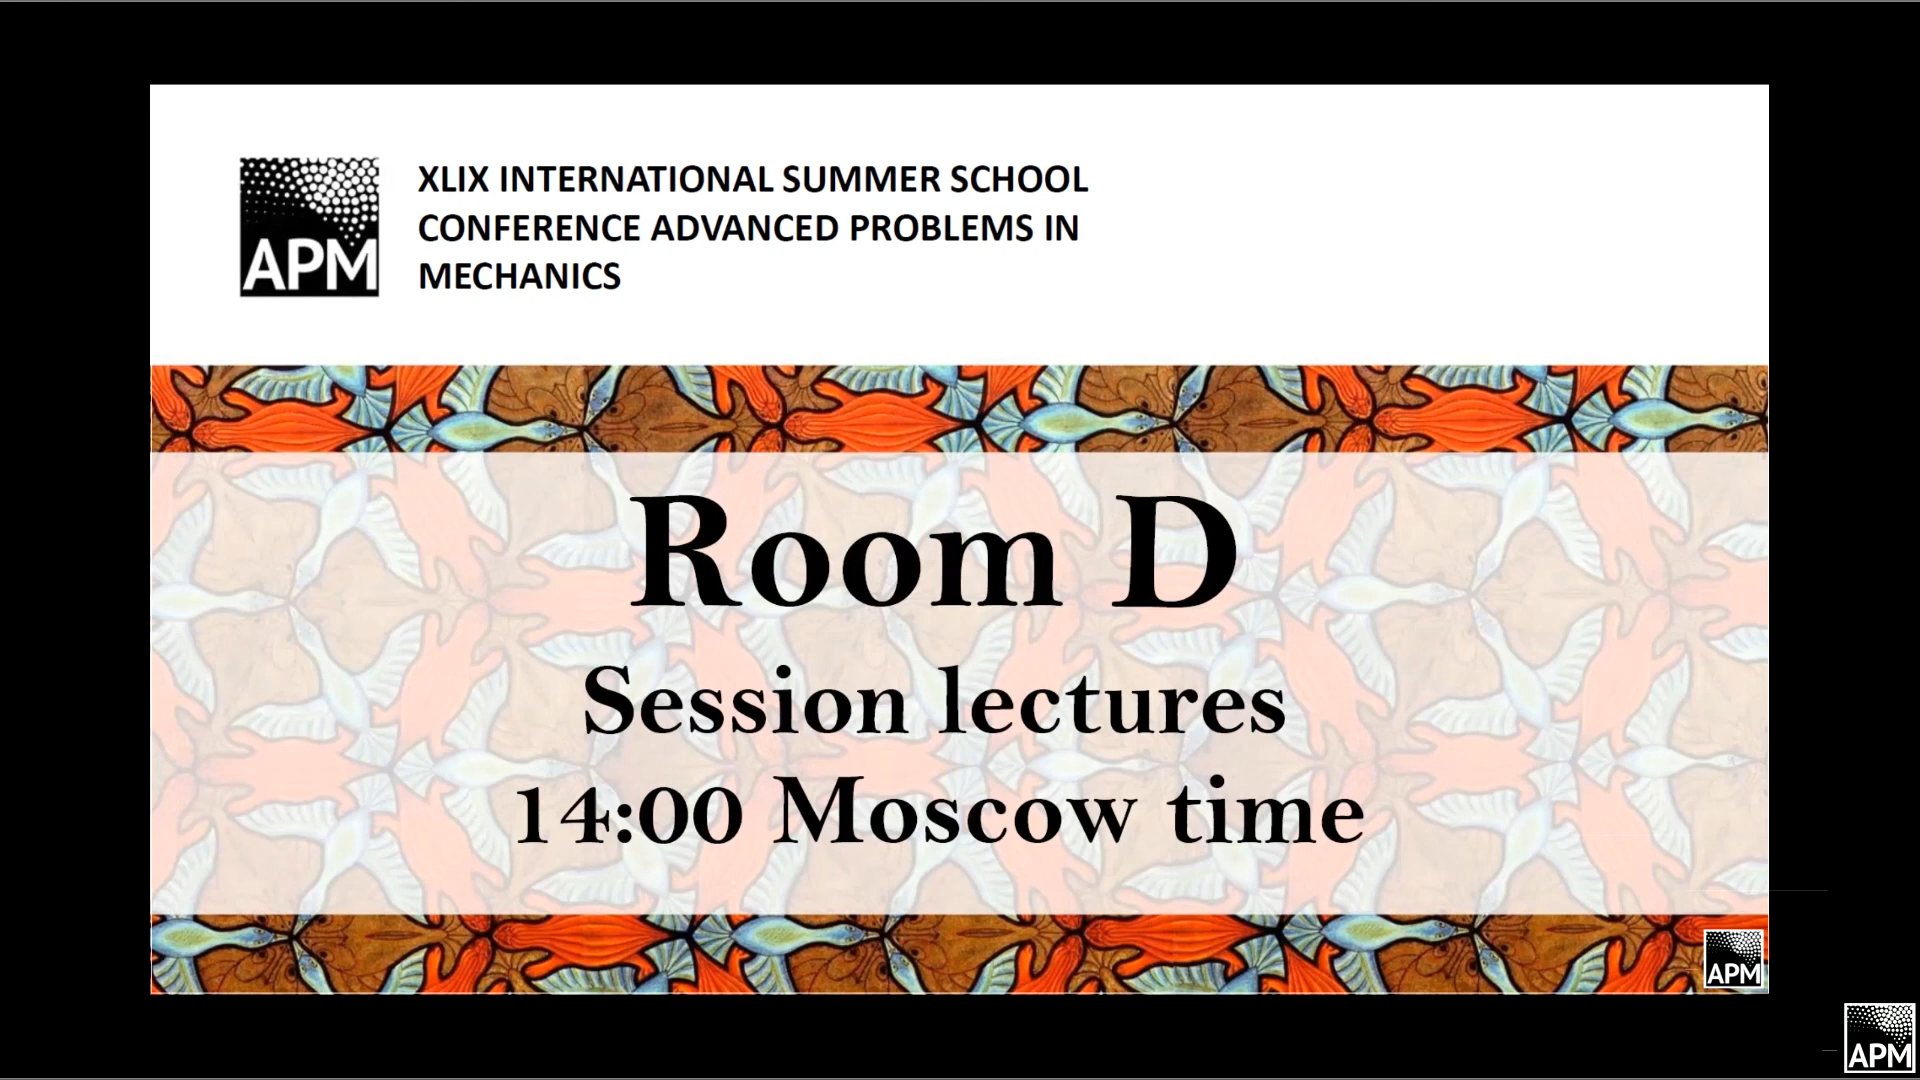 APM
XLIX INTERNATIONAL SUMMER SCHOOL
CONFERENCE ADVANCED PROBLEMS IN
MECHANICS
Room D
Session lectures
14:00 Moscow time
APM
APM